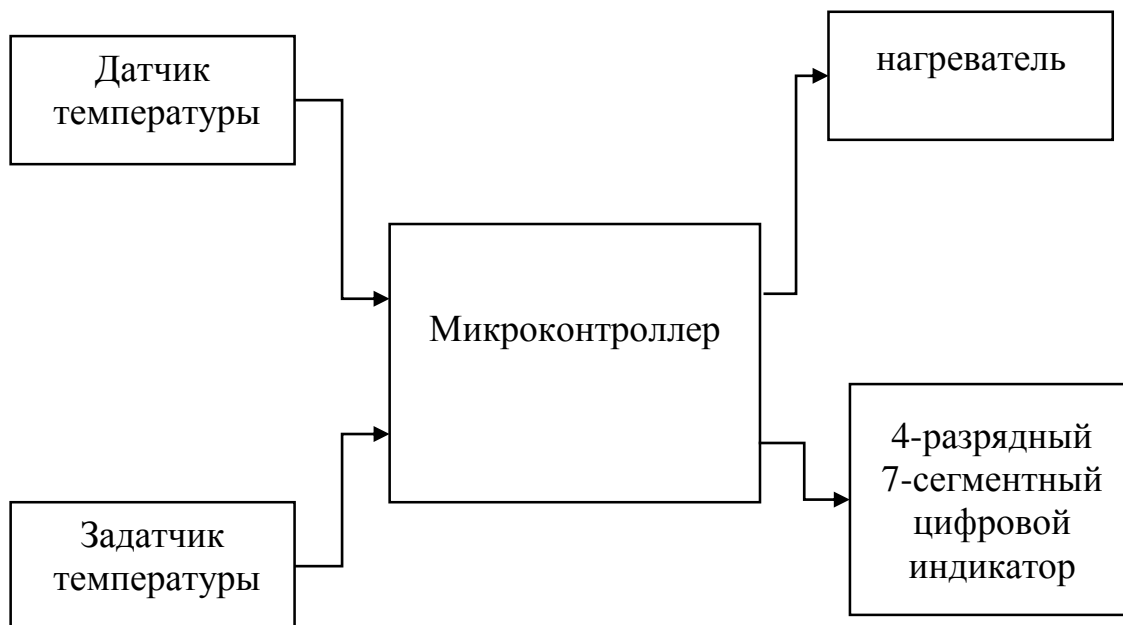 Датчик
температуры
нагреватель
Микроконтроллер
Задатчик
температуры
4-разрядный
7-сегментный
цифровой
индикатор